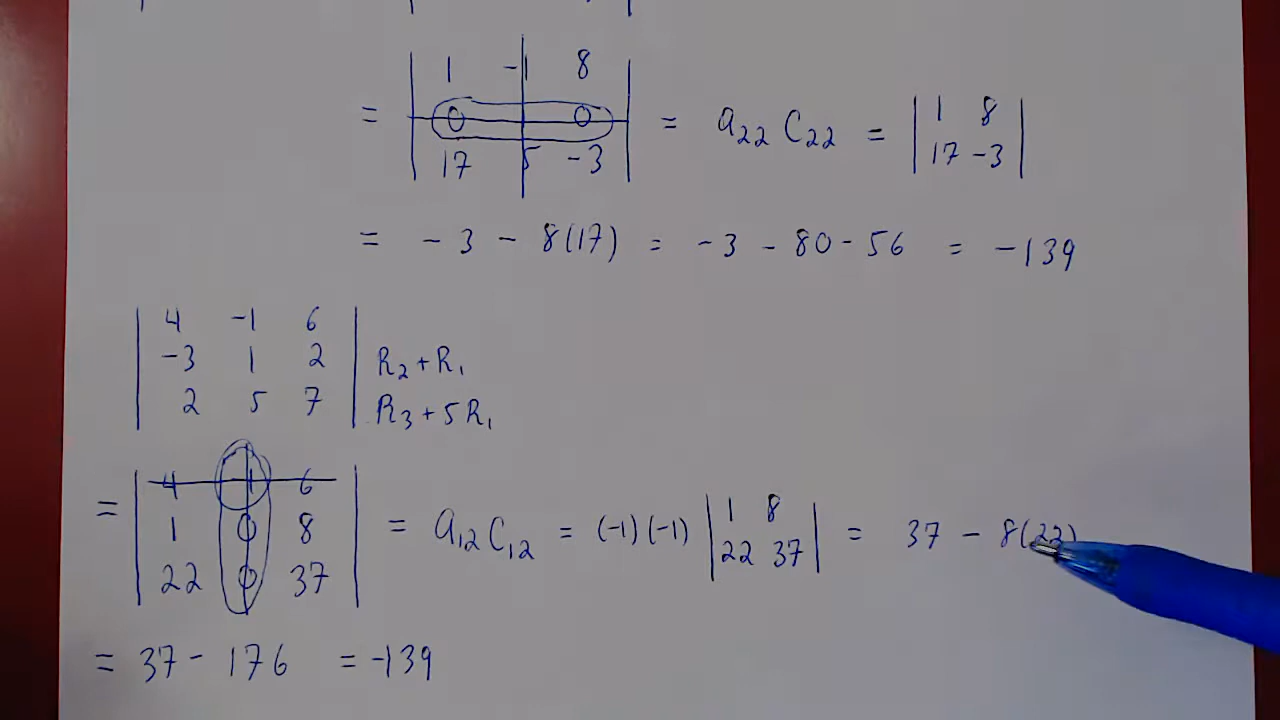 1 -1 8
= 0 0 = a22 C22 = | 1 8 |
17 5 -3 | 17 -3 |
= -3 - 8(17) = -3 - 80 - 56 = -139
4 -1 6
-3 1 2 R2 + R1
2 5 7 R3 + 5R1
4 -1 6
= 1 0 8 = a12 C12 = (-1)(-1) | 1 8 | = 37 - 8(22)
22 0 37 | 22 37 |
= 37 - 176 = -139